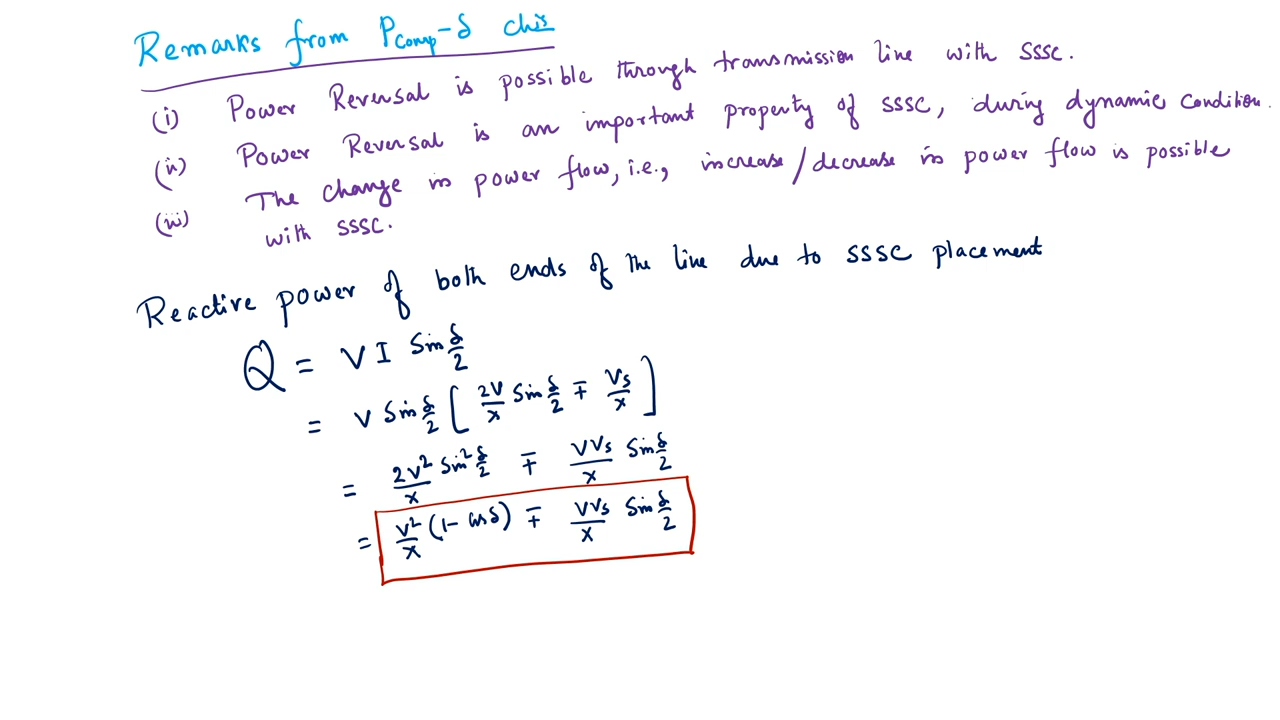 Remarks from P_Comp-δ chis
(i) Power Reversal is possible through transmission line with SSSC.
(ii) Power Reversal is an important property of SSSC, during dynamic condition.
(iii) The change in power flow, i.e., increase/decrease in power flow is possible
with SSSC.
Reactive power of both ends of the line due to SSSC placement
Q = VI Sin δ/2
= V Sin δ/2 [ 2V/X Sin δ/2 ∓ Vs/X ]
= 2V²/X Sin² δ/2 ∓ VVs/X Sin δ/2
= V²/X (1- cos δ) ∓ VVs/X Sin δ/2